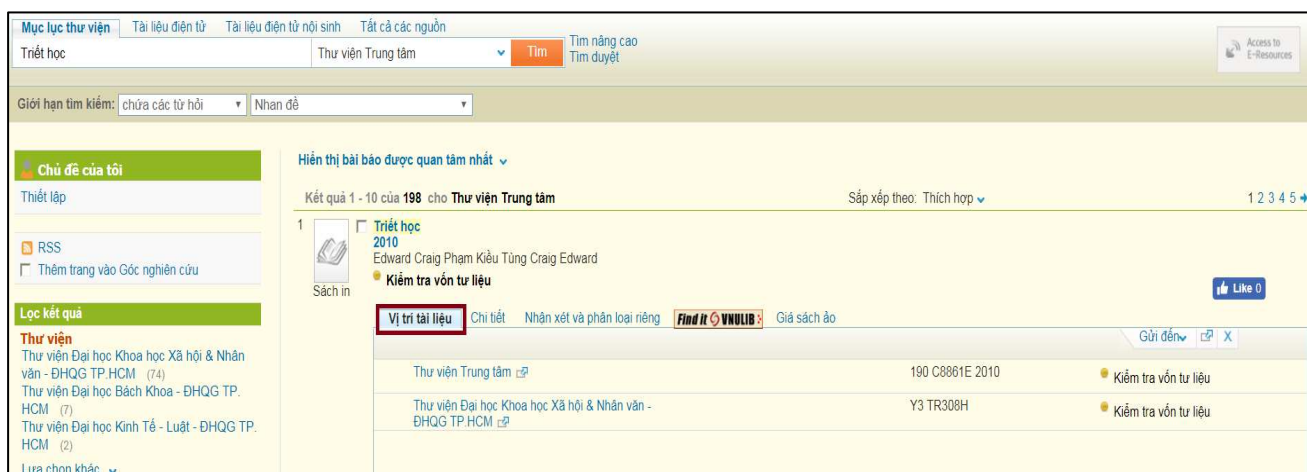 Mục lục thư viện Tài liệu điện tử Tài liệu điện tử nội sinh Tất cả các nguồn
Triết học Thư viện Trung tâm Tìm Tìm nâng cao
Tìm duyệt
Access to
E-Resources
Giới hạn tìm kiếm: chứa các từ hỏi Nhan đề
Chủ đề của tôi
Thiết lập
RSS
Thêm trang vào Góc nghiên cứu
Lọc kết quả
Thư viện
Thư viện Đại học Khoa học Xã hội & Nhân
văn - ĐHQG TP.HCM (74)
Thư viện Đại học Bách Khoa - ĐHQG TP.
HCM (7)
Thư viện Đại học Kinh Tế - Luật - ĐHQG TP.
HCM (2)
Lựa chọn khác
Hiển thị bài báo được quan tâm nhất
Kết quả 1 - 10 của 198 cho Thư viện Trung tâm Sắp xếp theo: Thích hợp 1 2 3 4 5
1 Triết học
2010
Edward Craig Phạm Kiều Tùng Craig Edward
Kiểm tra vốn tư liệu
Sách in
Like 0
Vị trí tài liệu Chi tiết Nhận xét và phân loại riêng Find it VNULIB Giá sách ảo
Gửi đến X
Thư viện Trung tâm 190 C8861E 2010 Kiểm tra vốn tư liệu
Thư viện Đại học Khoa học Xã hội & Nhân văn - Y3 TR308H Kiểm tra vốn tư liệu
ĐHQG TP.HCM